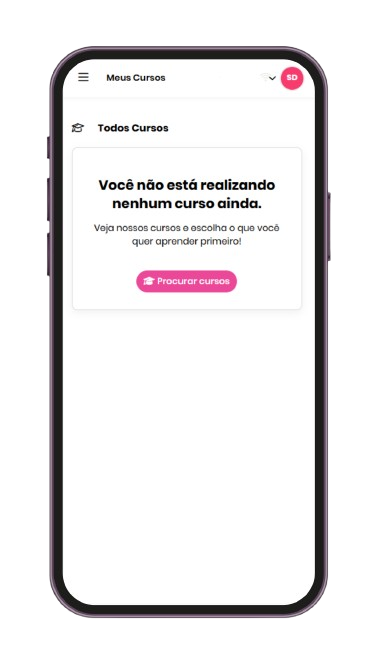 Meus Cursos
SD
Todos Cursos
Você não está realizando
nenhum curso ainda.
Veja nossos cursos e escolha o que você
quer aprender primeiro!
Procurar cursos